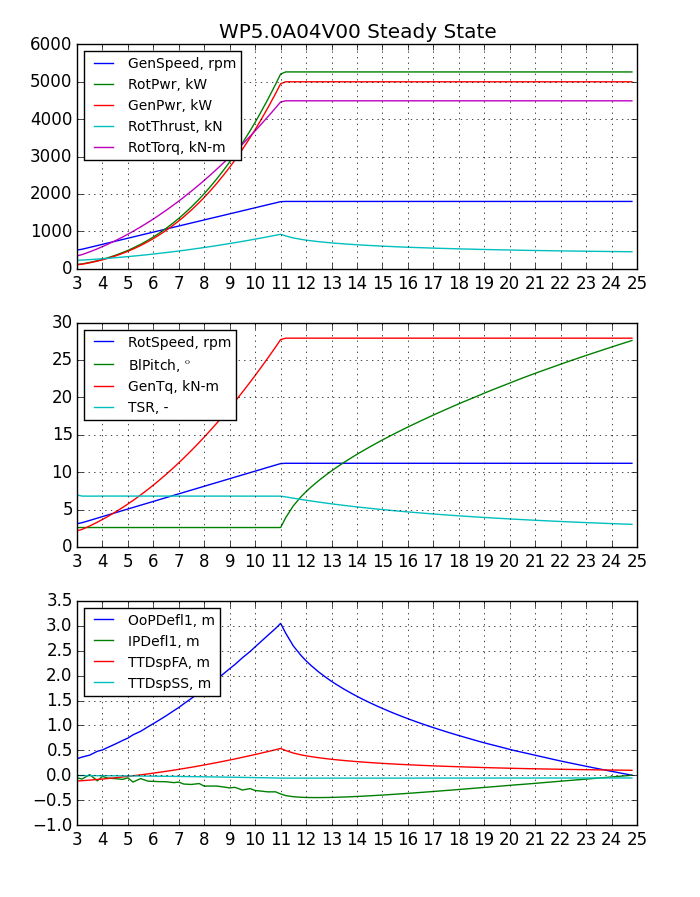 WP5.0A04V00 Steady State
6000
5000
4000
3000
2000
1000
0
GenSpeed, rpm
RotPwr, kW
GenPwr, kW
RotThrust, kN
RotTorq, kN-m
3 4 5 6 7 8 9 10 11 12 13 14 15 16 17 18 19 20 21 22 23 24 25
30
25
20
15
10
5
0
RotSpeed, rpm
BlPitch, °
GenTq, kN-m
TSR, -
3 4 5 6 7 8 9 10 11 12 13 14 15 16 17 18 19 20 21 22 23 24 25
3.5
3.0
2.5
2.0
1.5
1.0
0.5
0.0
−0.5
−1.0
OoPDefl1, m
IPDefl1, m
TTDspFA, m
TTDspSS, m
3 4 5 6 7 8 9 10 11 12 13 14 15 16 17 18 19 20 21 22 23 24 25